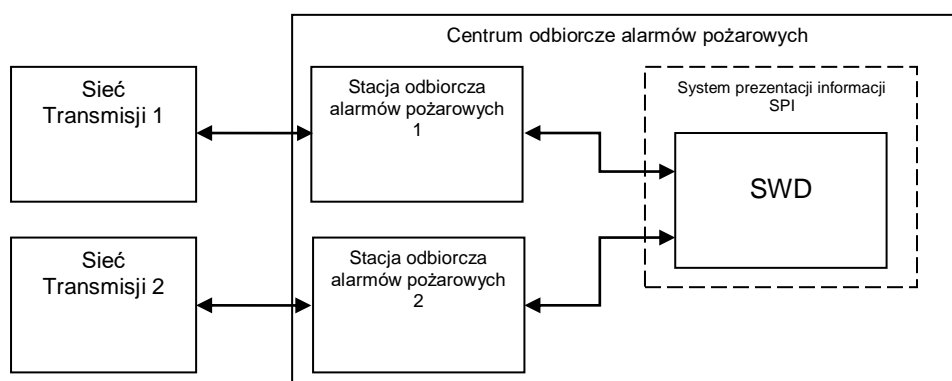 Centrum odbiorcze alarmów pożarowych
Sieć
Transmisji 1
Stacja odbiorcza
alarmów pożarowych
1
System prezentacji informacji
SPI
SWD
Sieć
Transmisji 2
Stacja odbiorcza
alarmów pożarowych
2